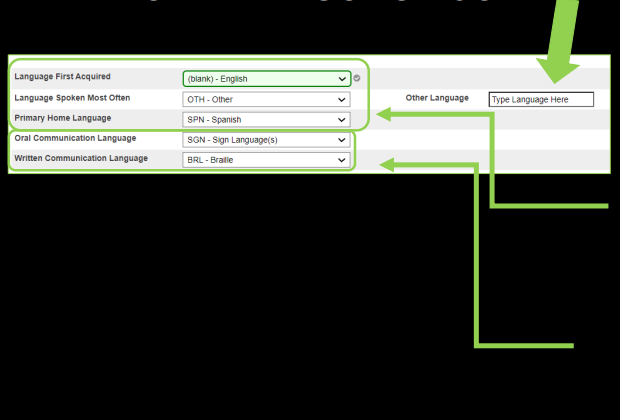 Language First Acquired (blank) - English
Language Spoken Most Often OTH - Other Other Language Type Language Here
Primary Home Language SPN - Spanish
Oral Communication Language SGN - Sign Language(s)
Written Communication Language BRL - Braille